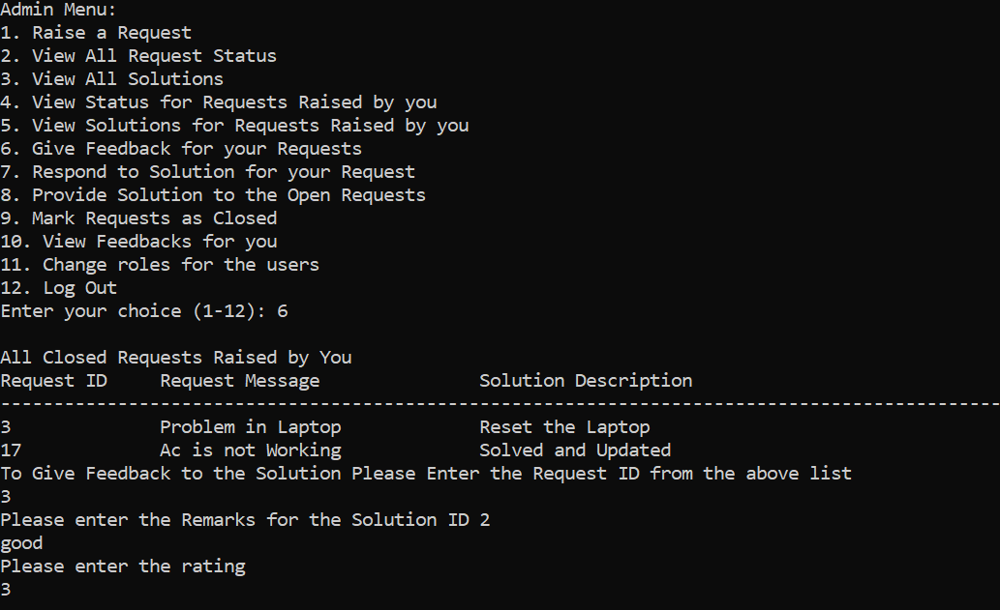 Admin Menu:
1. Raise a Request
2. View All Request Status
3. View All Solutions
4. View Status for Requests Raised by you
5. View Solutions for Requests Raised by you
6. Give Feedback for your Requests
7. Respond to Solution for your Request
8. Provide Solution to the Open Requests
9. Mark Requests as Closed
10. View Feedbacks for you
11. Change roles for the users
12. Log Out
Enter your choice (1-12): 6
All Closed Requests Raised by You
Request ID     Request Message               Solution Description
----------------------------------------------------------------------------------------------
3              Problem in Laptop             Reset the Laptop
17             Ac is not Working             Solved and Updated
To Give Feedback to the Solution Please Enter the Request ID from the above list
3
Please enter the Remarks for the Solution ID 2
good
Please enter the rating
3